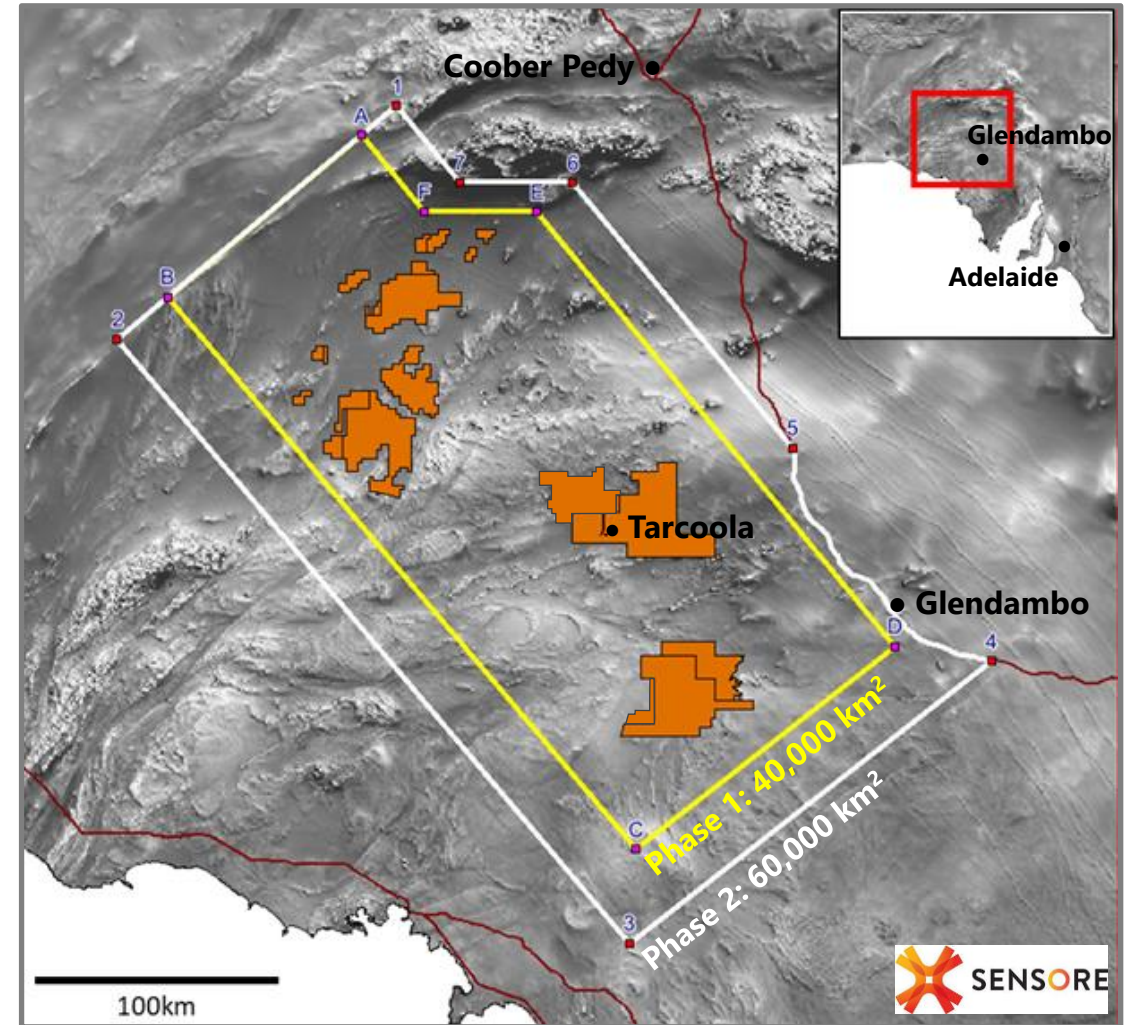 Coober Pedy
1
A
Glendambo
7
6
F
E
Adelaide
B
2
5
Tarcoola
Glendambo
D
4
Phase 1: 40,000 km²
Phase 2: 60,000 km²
C
3
SENSORE
100km